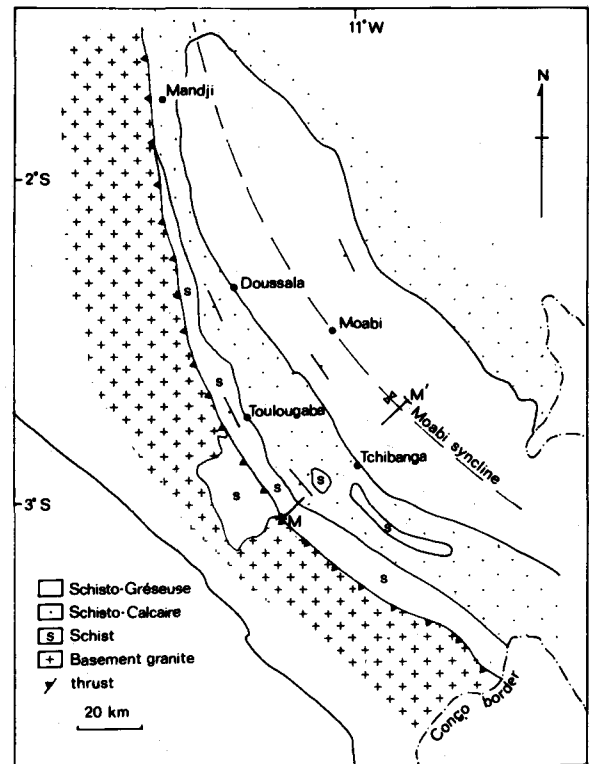 11°W
N
Mandji
2°S
Doussala
S
Moabi
S
M'
Toulougaba
Moabi syncline
Tchibanga
S
S
S
3°S
S
M
S
Schisto-Gréseuse
Schisto-Calcaire
S Schist
+ Basement granite
thrust
20 km
Congo border